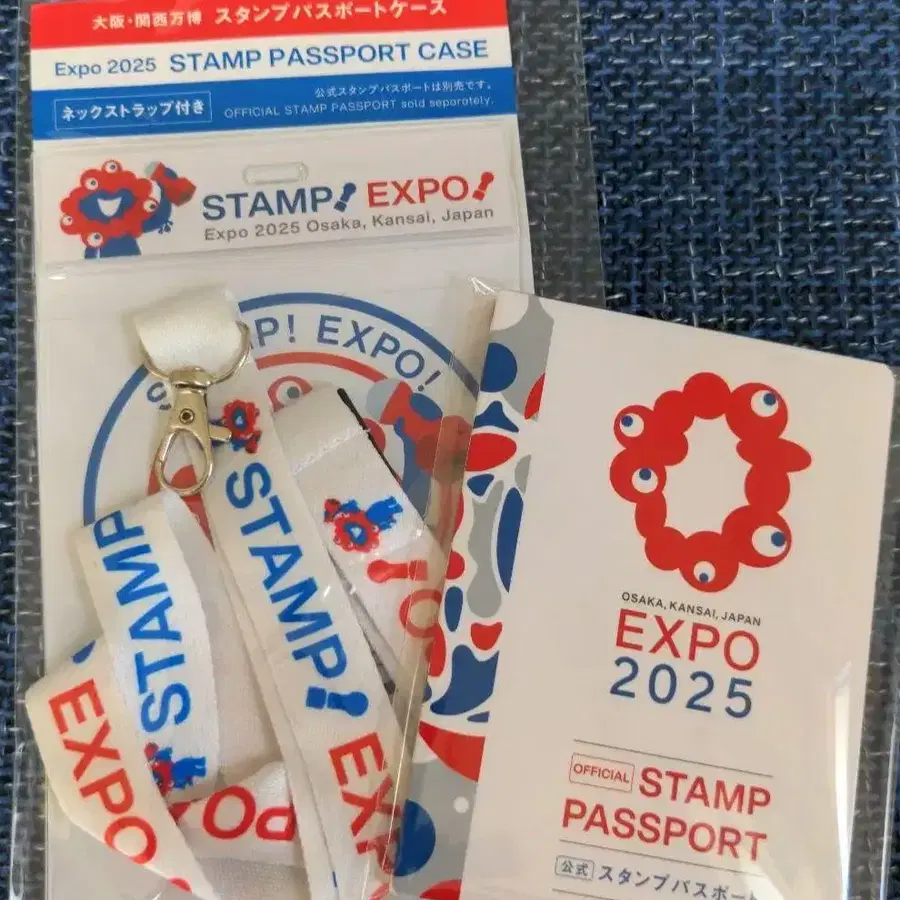 大阪・関西万博 スタンプパスポートケース
Expo 2025 STAMP PASSPORT CASE
ネックストラップ付き
公式スタンプパスポートは別売です。
OFFICIAL STAMP PASSPORT sold separately.
STAMP! EXPO!
Expo 2025 Osaka, Kansai, Japan
EXPO!
STAMP
STAMP!
EXPO
EXPO
OSAKA, KANSAI, JAPAN
EXPO
2025
OFFICIAL STAMP
PASSPORT
公式 スタンプパスポート